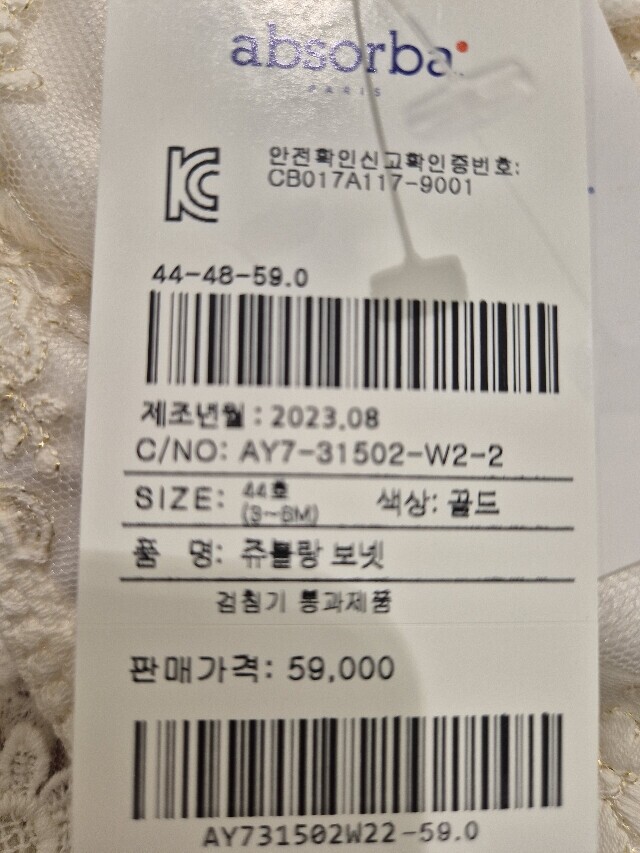 absorba
PARIS
안전확인신고확인증번호:
CB017A117-9001
44-48-59.0
제조년월 : 2023.08
C/NO: AY7-31502-W2-2
SIZE: 44호 (3~6M) 색상: 골드
품 명: 쥬블랑 보넷
검침기 통과제품
판매가격: 59,000
AY731502W22-59.0